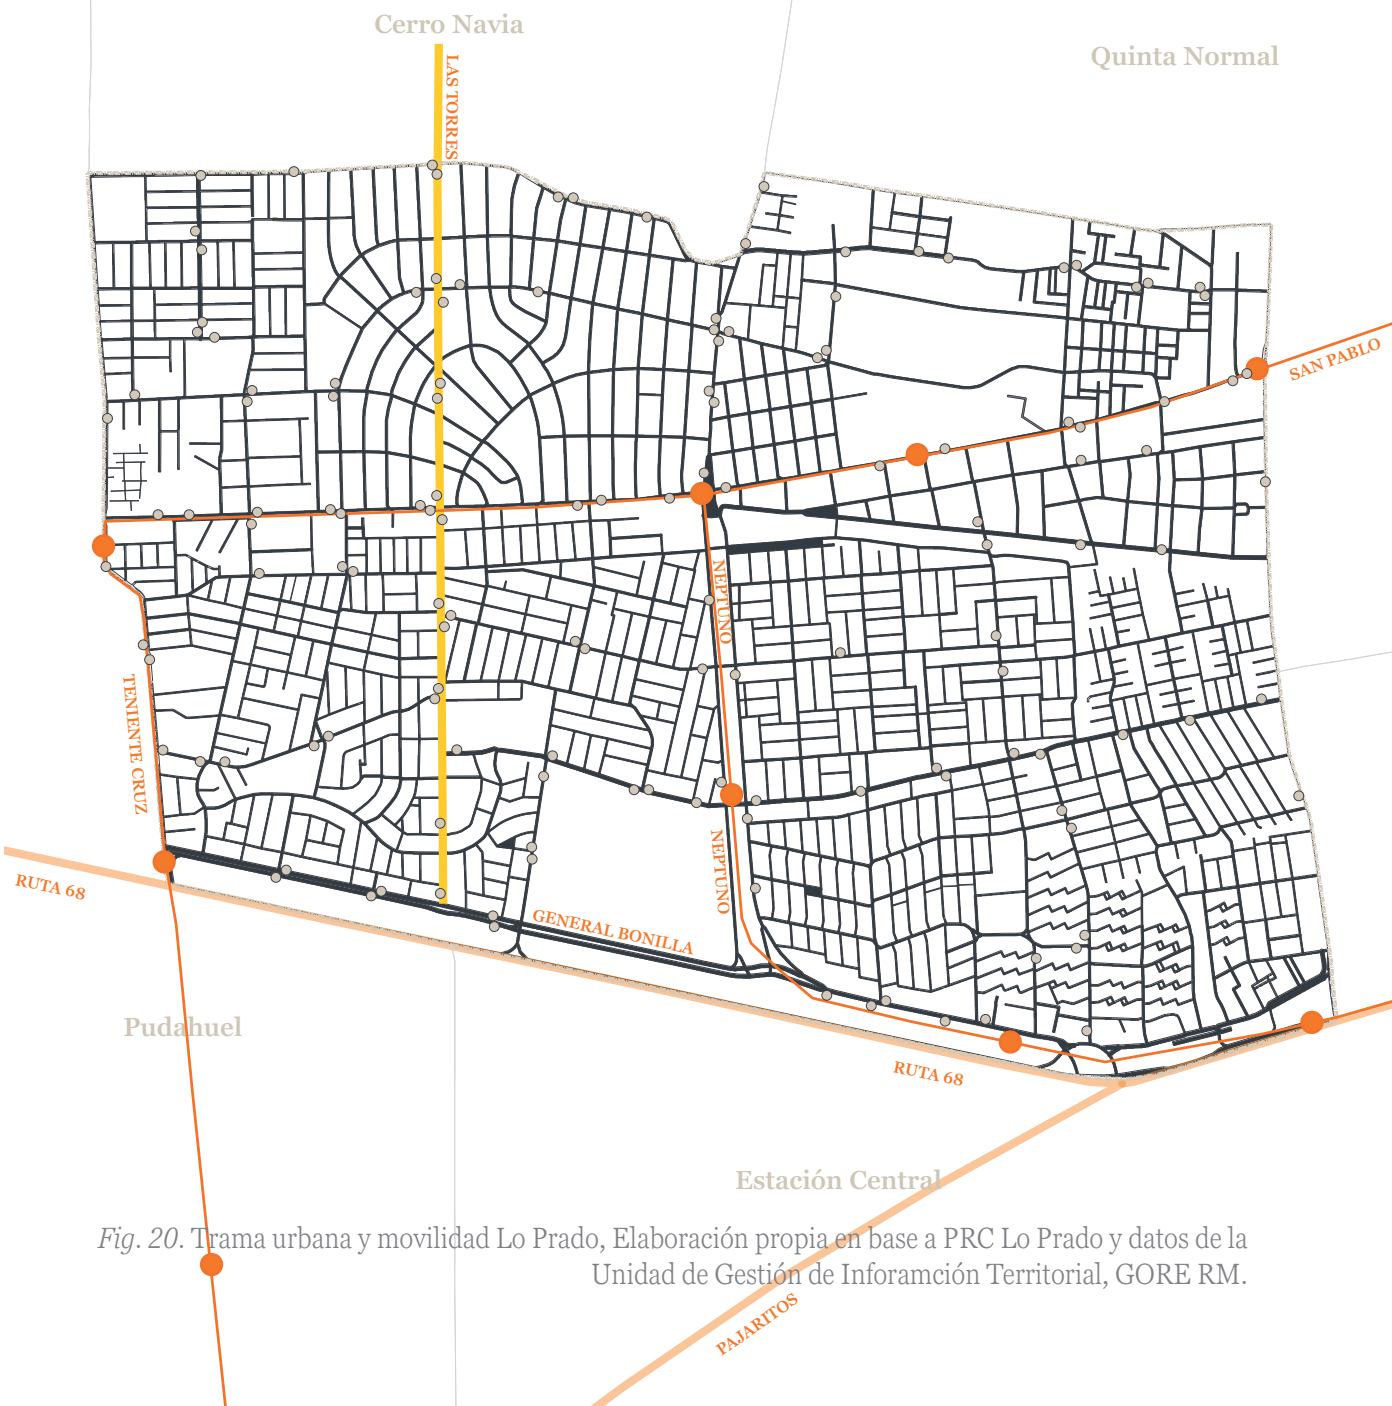 Cerro Navia
Quinta Normal
LAS TORRES
SAN PABLO
NEPTUNO
TENIENTE CRUZ
NEPTUNO
RUTA 68
GENERAL BONILLA
Pudahuel
RUTA 68
Estación Central
Fig. 20. Trama urbana y movilidad Lo Prado, Elaboración propia en base a PRC Lo Prado y datos de la
Unidad de Gestión de Inforamción Territorial, GORE RM.
PAJARITOS